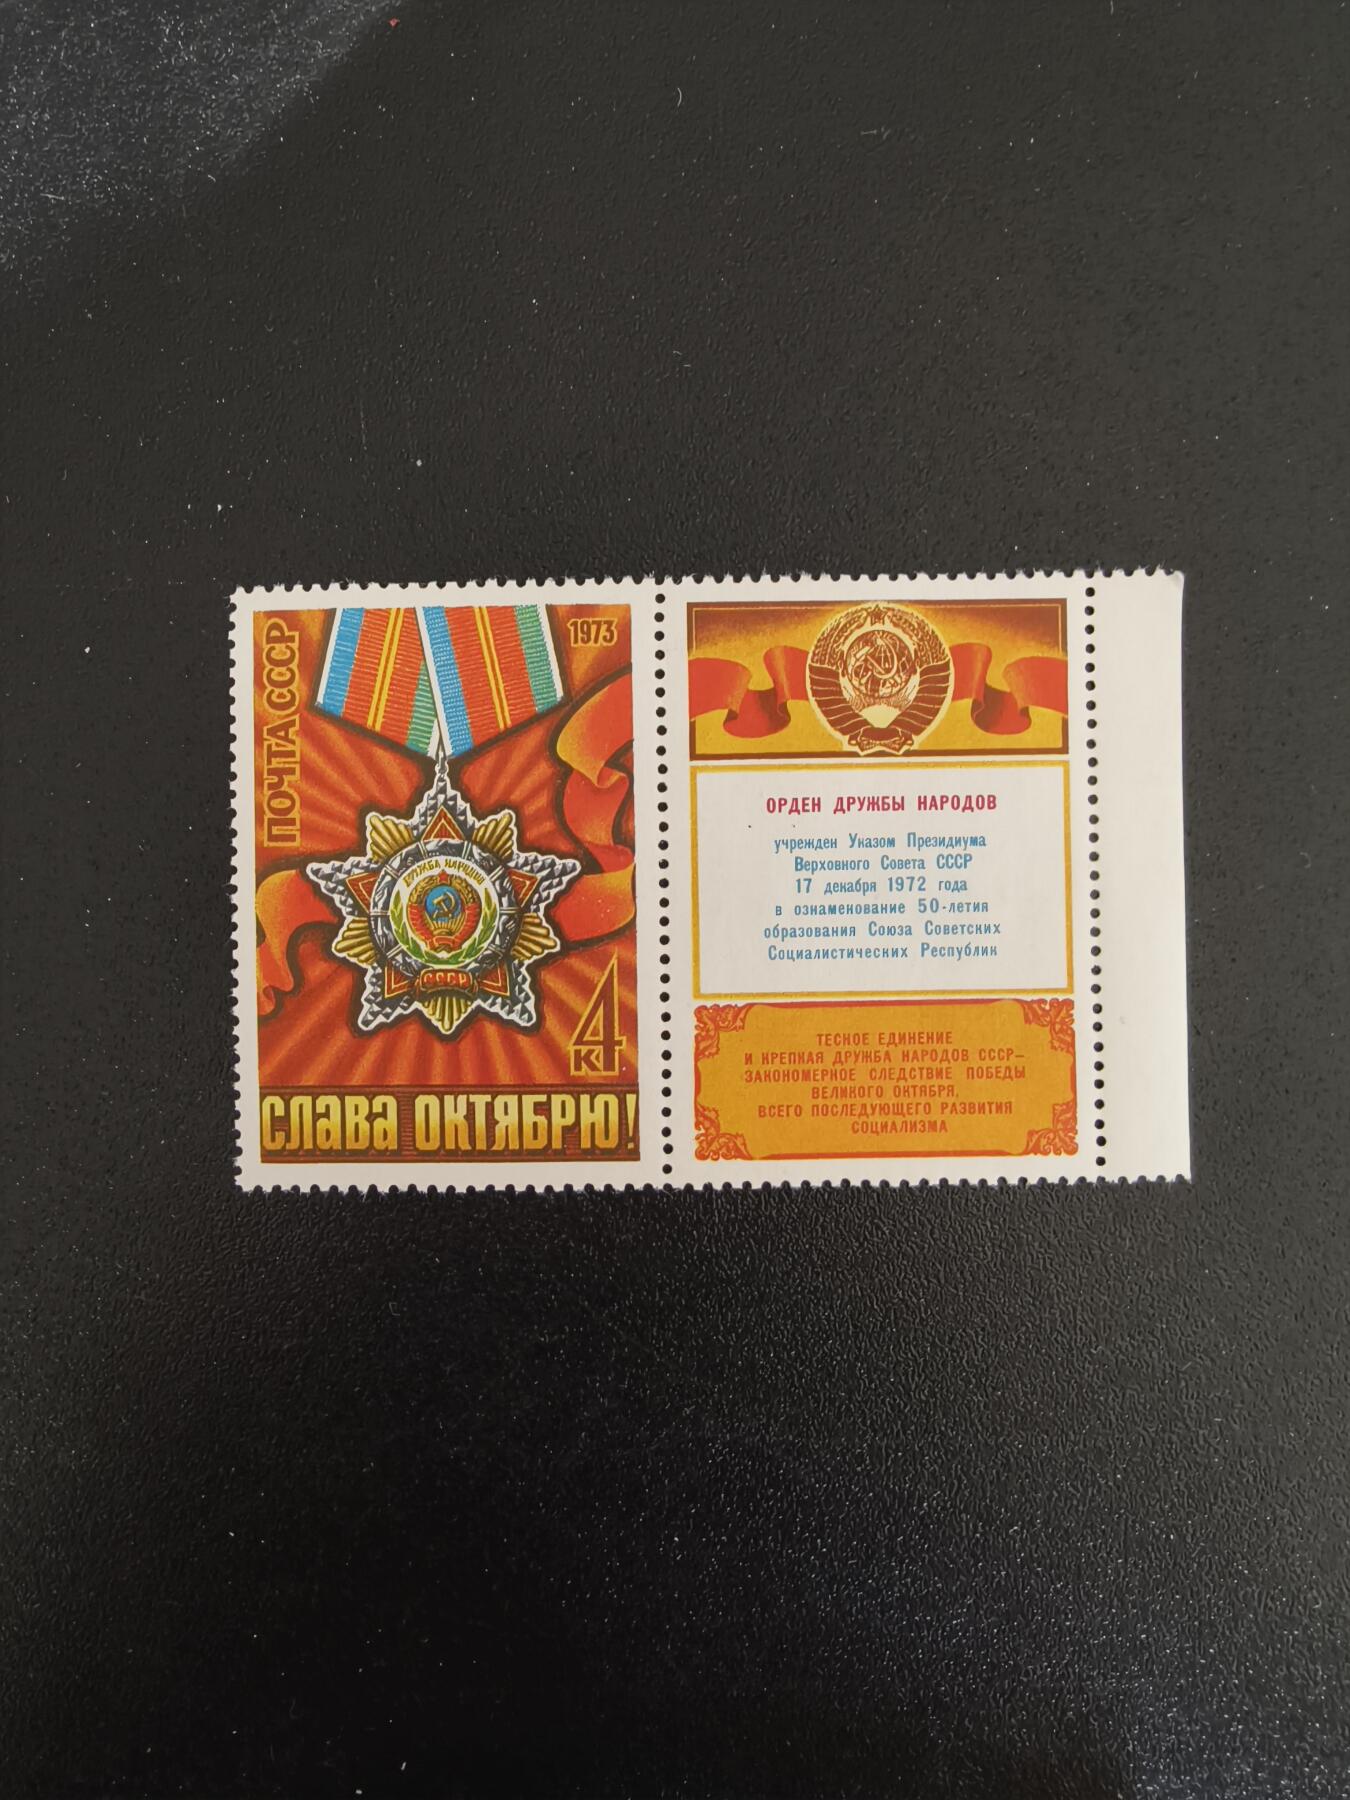 ПОЧТА СССР
1973
ДРУЖБА НАРОДОВ
СССР
4
К
СЛАВА ОКТЯБРЮ!
ОРДЕН ДРУЖБЫ НАРОДОВ
учрежден Указом Президиума
Верховного Совета СССР
17 декабря 1972 года
в ознаменование 50-летия
образования Союза Советских
Социалистических Республик
ТЕСНОЕ ЕДИНЕНИЕ
И КРЕПКАЯ ДРУЖБА НАРОДОВ СССР–
ЗАКОНОМЕРНОЕ СЛЕДСТВИЕ ПОБЕДЫ
ВЕЛИКОГО ОКТЯБРЯ,
ВСЕГО ПОСЛЕДУЮЩЕГО РАЗВИТИЯ
СОЦИАЛИЗМА